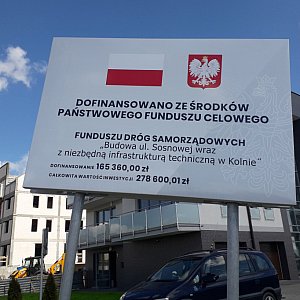 DOFINANSOWANO ZE ŚRODKÓW
PAŃSTWOWEGO FUNDUSZU CELOWEGO
FUNDUSZU DRÓG SAMORZĄDOWYCH
„Budowa ul. Sosnowej wraz
z niezbędną infrastrukturą techniczną w Kolnie"
DOFINANSOWANIE 165 360,00 zł
CAŁKOWITA WARTOŚĆ INWESTYCJI 278 600,01 zł